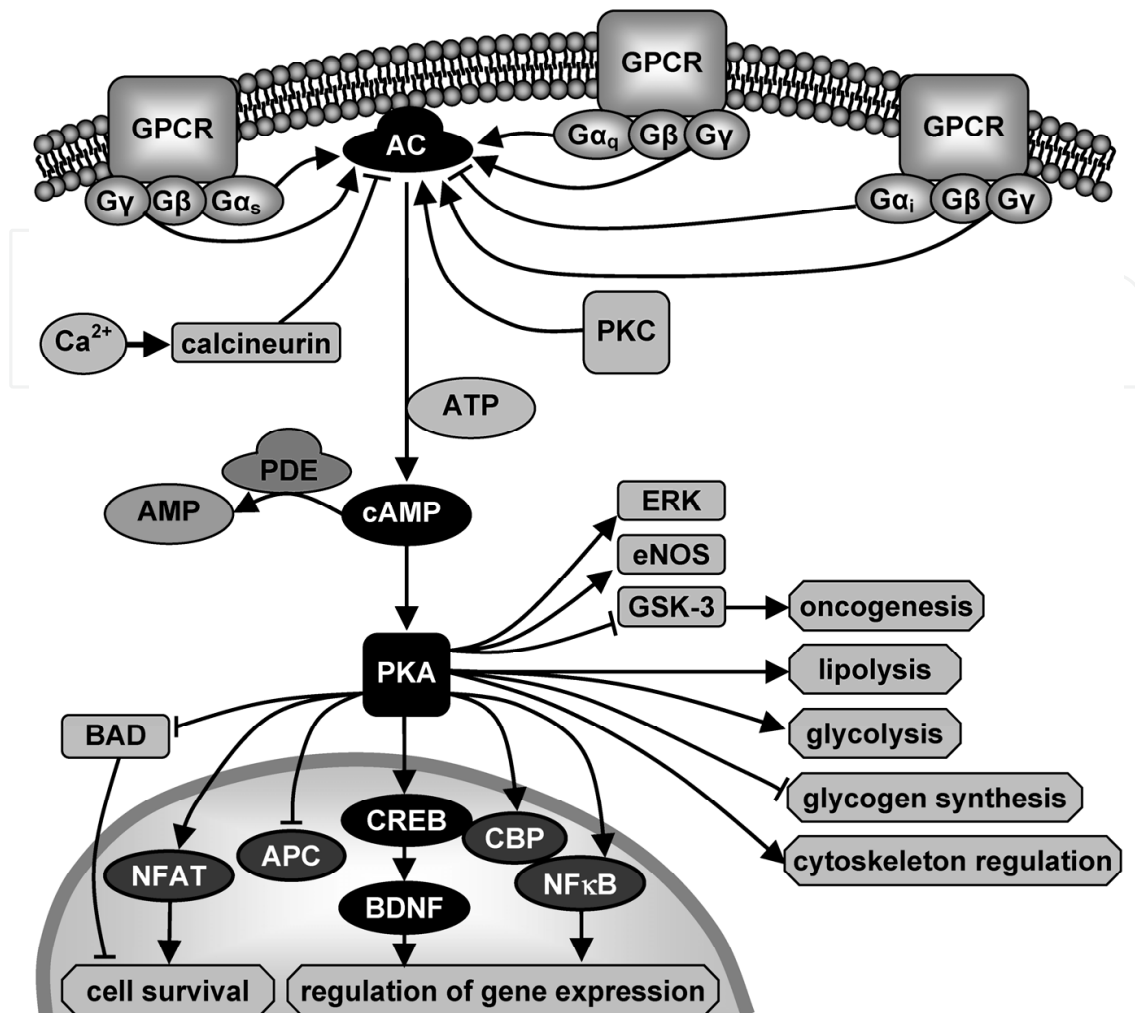 GPCR
GPCR
GPCR
AC
Gαq Gβ Gγ
Gγ Gβ Gαs
Gαi Gβ Gγ
Ca2+
calcineurin
PKC
ATP
PDE
AMP
cAMP
ERK
eNOS
GSK-3
oncogenesis
PKA
lipolysis
BAD
glycolysis
glycogen synthesis
CREB
CBP
APC
NFAT
cytoskeleton regulation
NFκB
BDNF
cell survival
regulation of gene expression